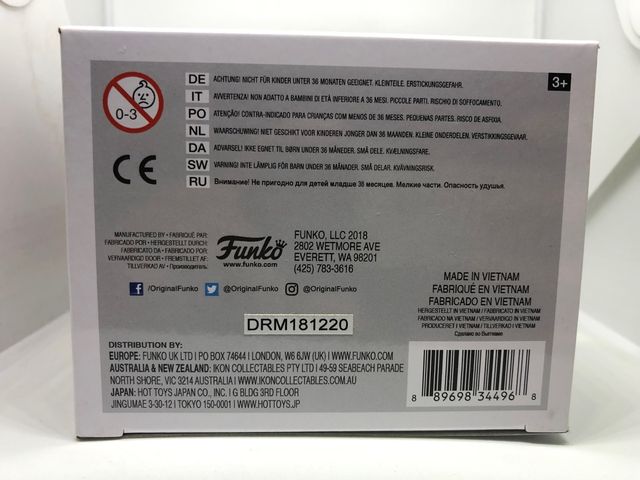 0-3
DE ACHTUNG! NICHT FÜR KINDER UNTER 36 MONATEN GEEIGNET. KLEINTEILE. ERSTICKUNGSGEFAHR.
3+
IT AVVERTENZA! NON ADATTO A BAMBINI DI ETÀ INFERIORE A 36 MESI. PICCOLE PARTI. RISCHIO DI SOFFOCAMENTO.
PO ATENÇÃO! CONTRA-INDICADO PARA CRIANÇAS COM MENOS DE 36 MESES. PEQUENAS PARTES. RISCO DE ASFIXIA.
NL WAARSCHUWING! NIET GESCHIKT VOOR KINDEREN JONGER DAN 36 MAANDEN. KLEINE ONDERDELEN. VERSTIKKINGSGEVAAR.
DA ADVARSEL! IKKE EGNET TIL BØRN UNDER 36 MÅNEDER. SMÅ DELE. KVÆLNINGSFARE.
SW VARNING! INTE LÄMPLIG FÖR BARN UNDER 36 MÅNADER. SMÅ DELAR. KVÄVNINGSRISK.
RU Внимание! Не пригодно для детей младше 36 месяцев. Мелкие части. Опасность удушья.
CE
MANUFACTURED BY • FABRIQUÉ PAR:
FABRICADO POR • HERGESTELLT DURCH:
FABBRICATO DA • FABRICADO POR:
VERVAARDIGD DOOR • FREMSTILLET AF:
TILLVERKAD AV • Производитель:
Funko
www.funko.com
FUNKO, LLC 2018
2802 WETMORE AVE
EVERETT, WA 98201
(425) 783-3616
f /OriginalFunko @OriginalFunko @OriginalFunko
MADE IN VIETNAM
FABRIQUÉ EN VIETNAM
FABRICADO EN VIETNAM
HERGESTELLT IN VIETNAM / FABBRICATO IN VIETNAM
FABRICADO NA VIETNAM / VERVAARDIGD IN VIETNAM
PRODUCERET I VIETNAM / TILLVERKAD I VIETNAM
Сделано во Вьетнаме
DRM181220
DISTRIBUTION BY:
EUROPE: FUNKO UK LTD | PO BOX 74644 | LONDON, W6 6JW (UK) | WWW.FUNKO.COM
AUSTRALIA & NEW ZEALAND: IKON COLLECTABLES PTY LTD | 49-59 SEABEACH PARADE
NORTH SHORE, VIC 3214 AUSTRALIA | WWW.IKONCOLLECTABLES.COM.AU
JAPAN: HOT TOYS JAPAN CO., INC. | G BLDG 3RD FLOOR
JINGUMAE 3-30-12 | TOKYO 150-0001 | WWW.HOTTOYS.JP
8 89698 34496 8